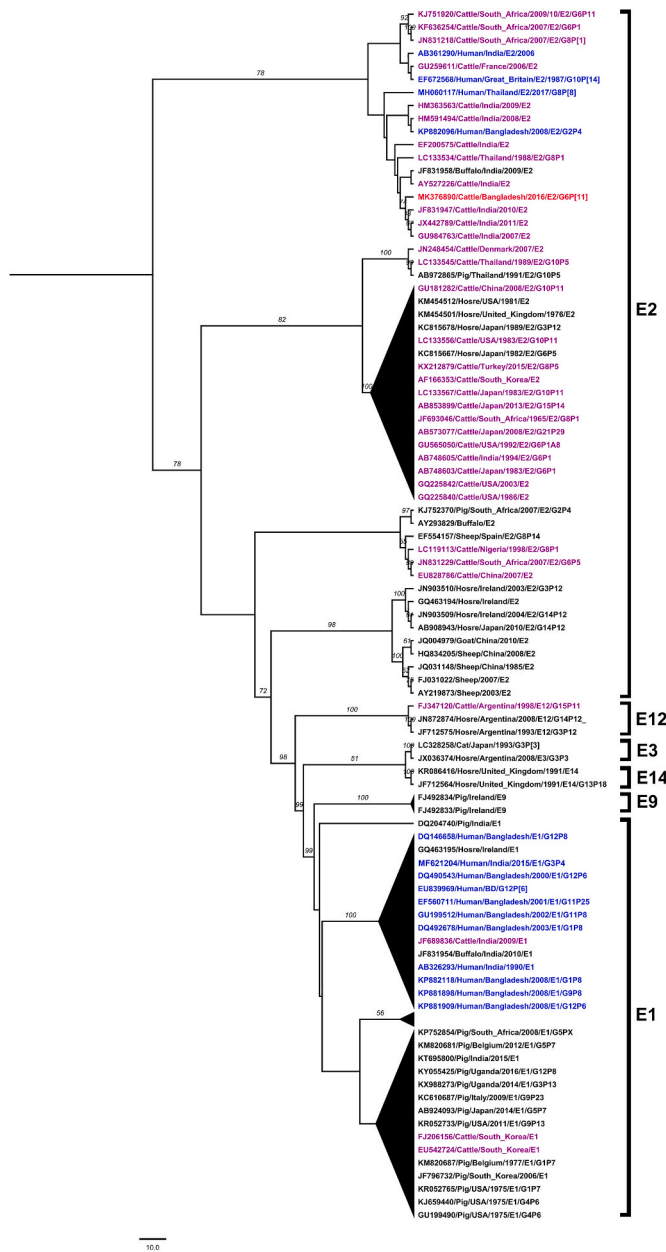 KJ751920/Cattle/South_Africa/2009/10/E2/G6P11
KF636254/Cattle/South_Africa/2007/E2/G6P1
JN831218/Cattle/South_Africa/2007/E2/G8P[1]
AB361290/Human/India/E2/2006
GU259611/Cattle/France/2006/E2
EF672568/Human/Great_Britain/E2/1987/G10P[14]
MH060117/Human/Thailand/E2/2017/G8P[8]
HM363563/Cattle/India/2009/E2
HM591494/Cattle/India/2008/E2
KP882096/Human/Bangladesh/2008/E2/G2P4
EF200575/Cattle/India/E2
LC133534/Cattle/Thailand/1988/E2/G8P1
JF831958/Buffalo/India/2009/E2
AY527226/Cattle/India/E2
MK376890/Cattle/Bangladesh/2016/E2/G6P[11]
JF831947/Cattle/India/2010/E2
JX442789/Cattle/India/2011/E2
GU984763/Cattle/India/2007/E2
JN248454/Cattle/Denmark/2007/E2
LC133545/Cattle/Thailand/1989/E2/G10P5
AB972865/Pig/Thailand/1991/E2/G10P5
GU181282/Cattle/China/2008/E2/G10P11
KM454512/Hosre/USA/1981/E2
KM454501/Hosre/United_Kingdom/1976/E2
KC815678/Hosre/Japan/1989/E2/G3P12
LC133556/Cattle/USA/1983/E2/G10P11
KC815667/Hosre/Japan/1982/E2/G6P5
KX212879/Cattle/Turkey/2015/E2/G8P5
AF166353/Cattle/South_Korea/E2
LC133567/Cattle/Japan/1983/E2/G10P11
AB853899/Cattle/Japan/2013/E2/G15P14
JF693046/Cattle/South_Africa/1965/E2/G8P1
AB573077/Cattle/Japan/2008/E2/G21P29
GU565050/Cattle/USA/1992/E2/G6P1A8
AB748605/Cattle/India/1994/E2/G6P1
AB748603/Cattle/Japan/1983/E2/G6P1
GQ225842/Cattle/USA/2003/E2
GQ225840/Cattle/USA/1986/E2
KJ752370/Pig/South_Africa/2007/E2/G2P4
AY293829/Buffalo/E2
EF554157/Sheep/Spain/E2/G8P14
LC119113/Cattle/Nigeria/1998/E2/G8P1
JN831229/Cattle/South_Africa/2007/E2/G6P5
EU828786/Cattle/China/2007/E2
JN903510/Hosre/Ireland/2003/E2/G3P12
GQ463194/Hosre/Ireland/E2
JN903509/Hosre/Ireland/2004/E2/G14P12
AB908943/Hosre/Japan/2010/E2/G14P12
JQ004979/Goat/China/2010/E2
HQ834205/Sheep/China/2008/E2
JQ031148/Sheep/China/1985/E2
FJ031022/Sheep/2007/E2
AY219873/Sheep/2003/E2
E2
FJ347120/Cattle/Argentina/1998/E12/G15P11
JN872874/Hosre/Argentina/2008/E12/G14P12_
JF712575/Hosre/Argentina/1993/E12/G3P12
E12
LC328258/Cat/Japan/1993/G3P[3]
JX036374/Hosre/Argentina/2008/E3/G3P3
E3
KR086416/Hosre/United_Kingdom/1991/E14
JF712564/Hosre/United_Kingdom/1991/E14/G13P18
E14
FJ492834/Pig/Ireland/E9
FJ492833/Pig/Ireland/E9
E9
DQ204740/Pig/India/E1
DQ146658/Human/Bangladesh/E1/G12P8
GQ463195/Hosre/Ireland/E1
MF621204/Human/India/2015/E1/G3P4
DQ490543/Human/Bangladesh/2000/E1/G12P6
EU839969/Human/BD/G12P[6]
EF560711/Human/Bangladesh/2001/E1/G11P25
GU199512/Human/Bangladesh/2002/E1/G11P8
DQ492678/Human/Bangladesh/2003/E1/G1P8
JF689836/Cattle/India/2009/E1
JF831954/Buffalo/India/2010/E1
AB326293/Human/India/1990/E1
KP882118/Human/Bangladesh/2008/E1/G1P8
KP881898/Human/Bangladesh/2008/E1/G9P8
KP881909/Human/Bangladesh/2008/E1/G12P6
KP752854/Pig/South_Africa/2008/E1/G5PX
KM820681/Pig/Belgium/2012/E1/G5P7
KT695800/Pig/India/2015/E1
KY055425/Pig/Uganda/2016/E1/G12P8
KX988273/Pig/Uganda/2014/E1/G3P13
KC610687/Pig/Italy/2009/E1/G9P23
AB924093/Pig/Japan/2014/E1/G5P7
KR052733/Pig/USA/2011/E1/G9P13
FJ206156/Cattle/South_Korea/E1
EU542724/Cattle/South_Korea/E1
KM820687/Pig/Belgium/1977/E1/G1P7
JF796732/Pig/South_Korea/2006/E1
KR052765/Pig/USA/1975/E1/G1P7
KJ659440/Pig/USA/1975/E1/G4P6
GU199490/Pig/USA/1975/E1/G4P6
E1
78
92
100
82
100
78
97
98
100
61
100
72
100
98
51
99
100
99
100
56
10.0